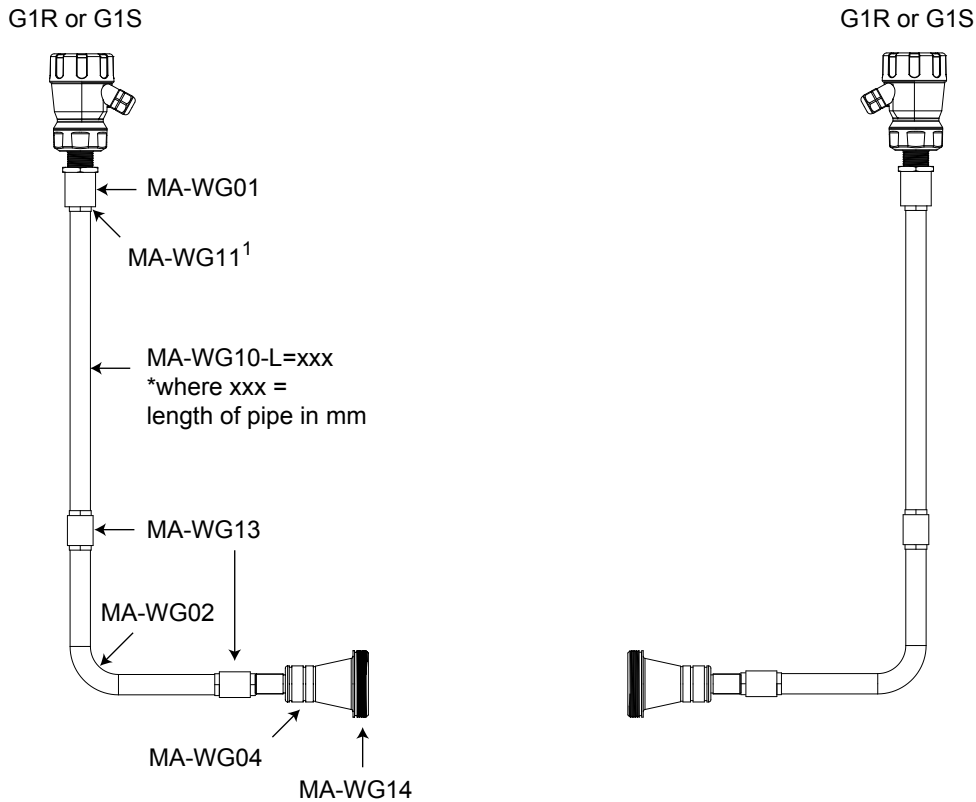 G1R or G1S
G1R or G1S
MA-WG01
MA-WG11¹
MA-WG10-L=xxx
*where xxx =
length of pipe in mm
MA-WG13
MA-WG02
MA-WG04
MA-WG14